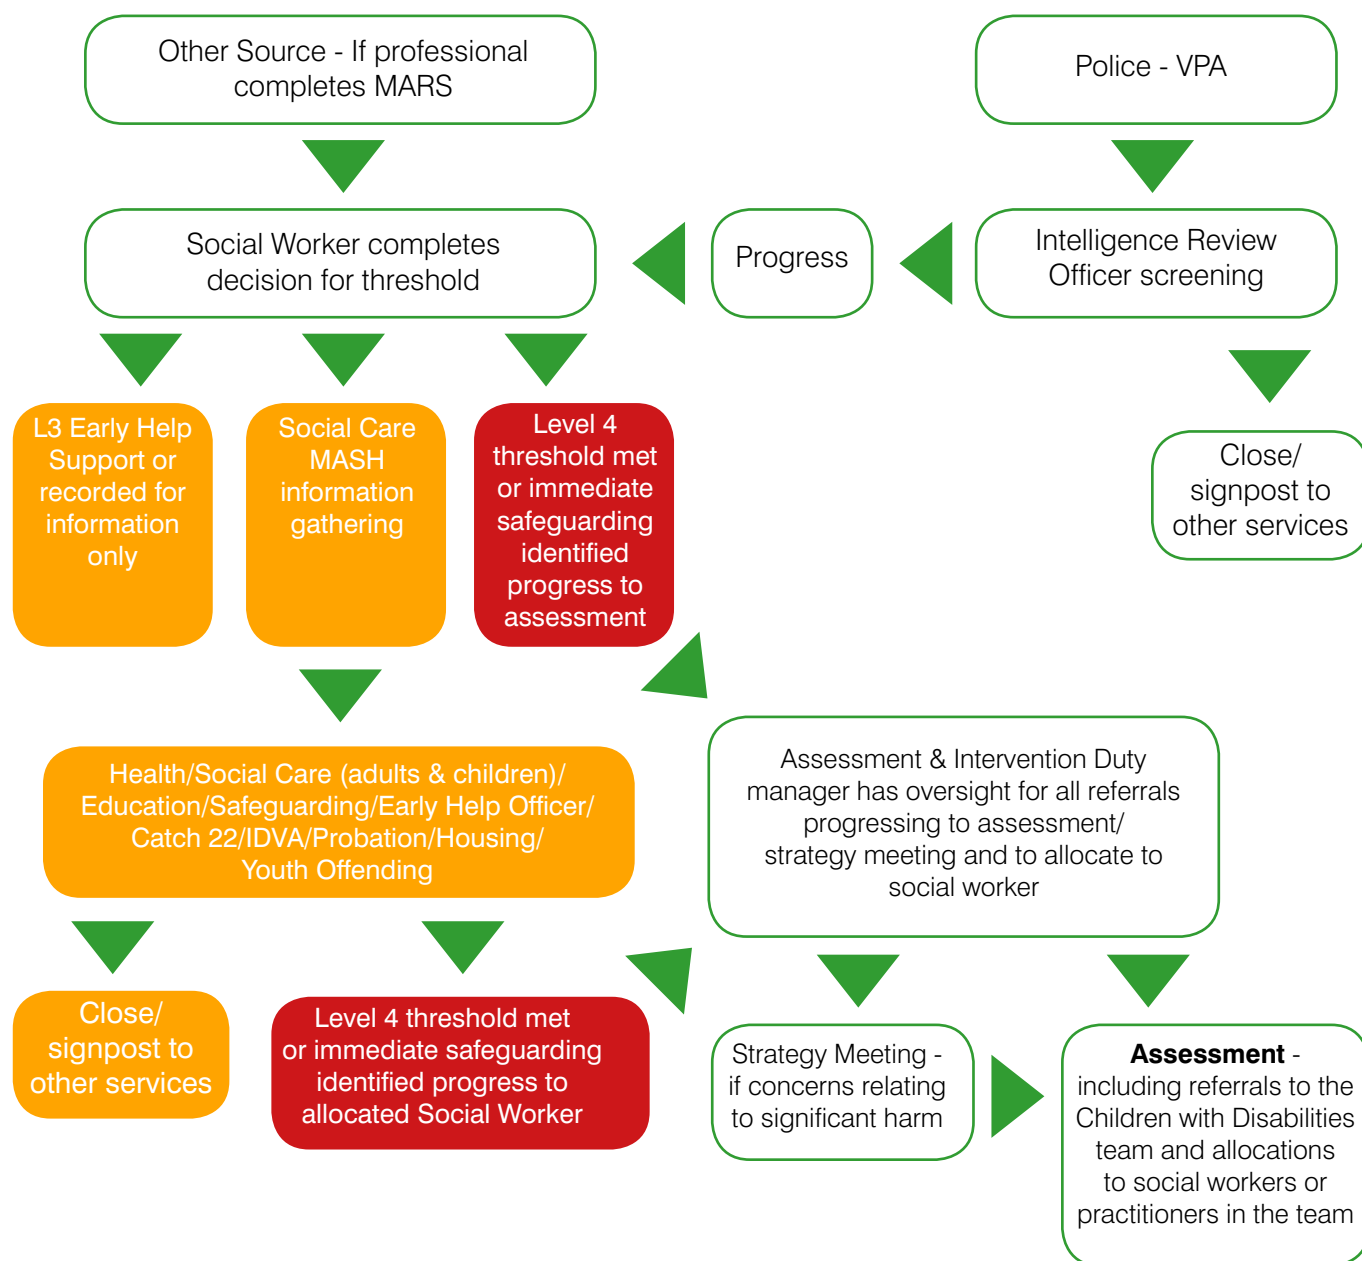 Other Source - If professional
completes MARS
Police - VPA
Social Worker completes
decision for threshold
Progress
Intelligence Review
Officer screening
L3 Early Help
Support or
recorded for
information
only
Social Care
MASH
information
gathering
Level 4
threshold met
or immediate
safeguarding
identified
progress to
assessment
Close/
signpost to
other services
Health/Social Care (adults & children)/
Education/Safeguarding/Early Help Officer/
Catch 22/IDVA/Probation/Housing/
Youth Offending
Assessment & Intervention Duty
manager has oversight for all referrals
progressing to assessment/
strategy meeting and to allocate to
social worker
Close/
signpost to
other services
Level 4 threshold met
or immediate safeguarding
identified progress to
allocated Social Worker
Strategy Meeting -
if concerns relating
to significant harm
Assessment -
including referrals to the
Children with Disabilities
team and allocations
to social workers or
practitioners in the team